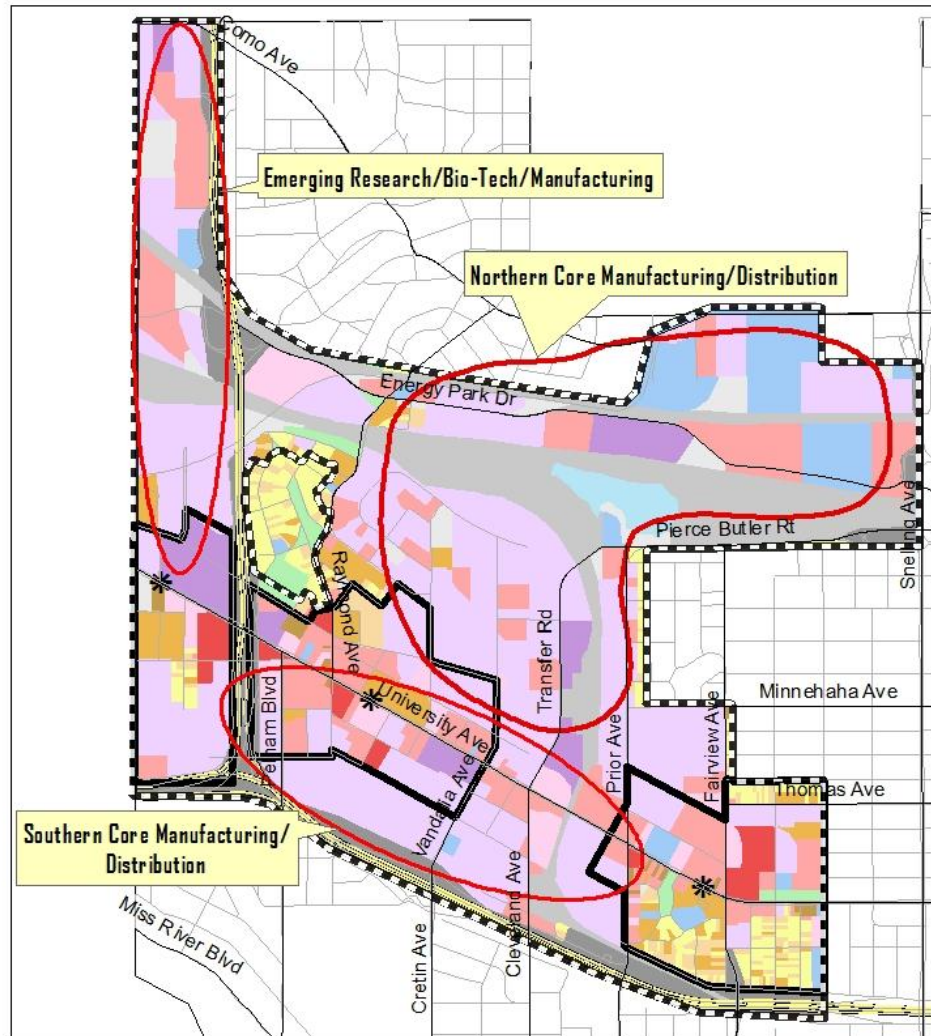 Como Ave
Emerging Research/Bio-Tech/Manufacturing
Northern Core Manufacturing/Distribution
Energy Park Dr
Pierce Butler Rt
Snelling Ave
Raymond Ave
Transfer Rd
Minnehaha Ave
University Ave
Pelham Blvd
Prior Ave
Fairview Ave
Thomas Ave
Vandalia Ave
Southern Core Manufacturing/
Distribution
Cleveland Ave
Cretin Ave
Miss River Blvd